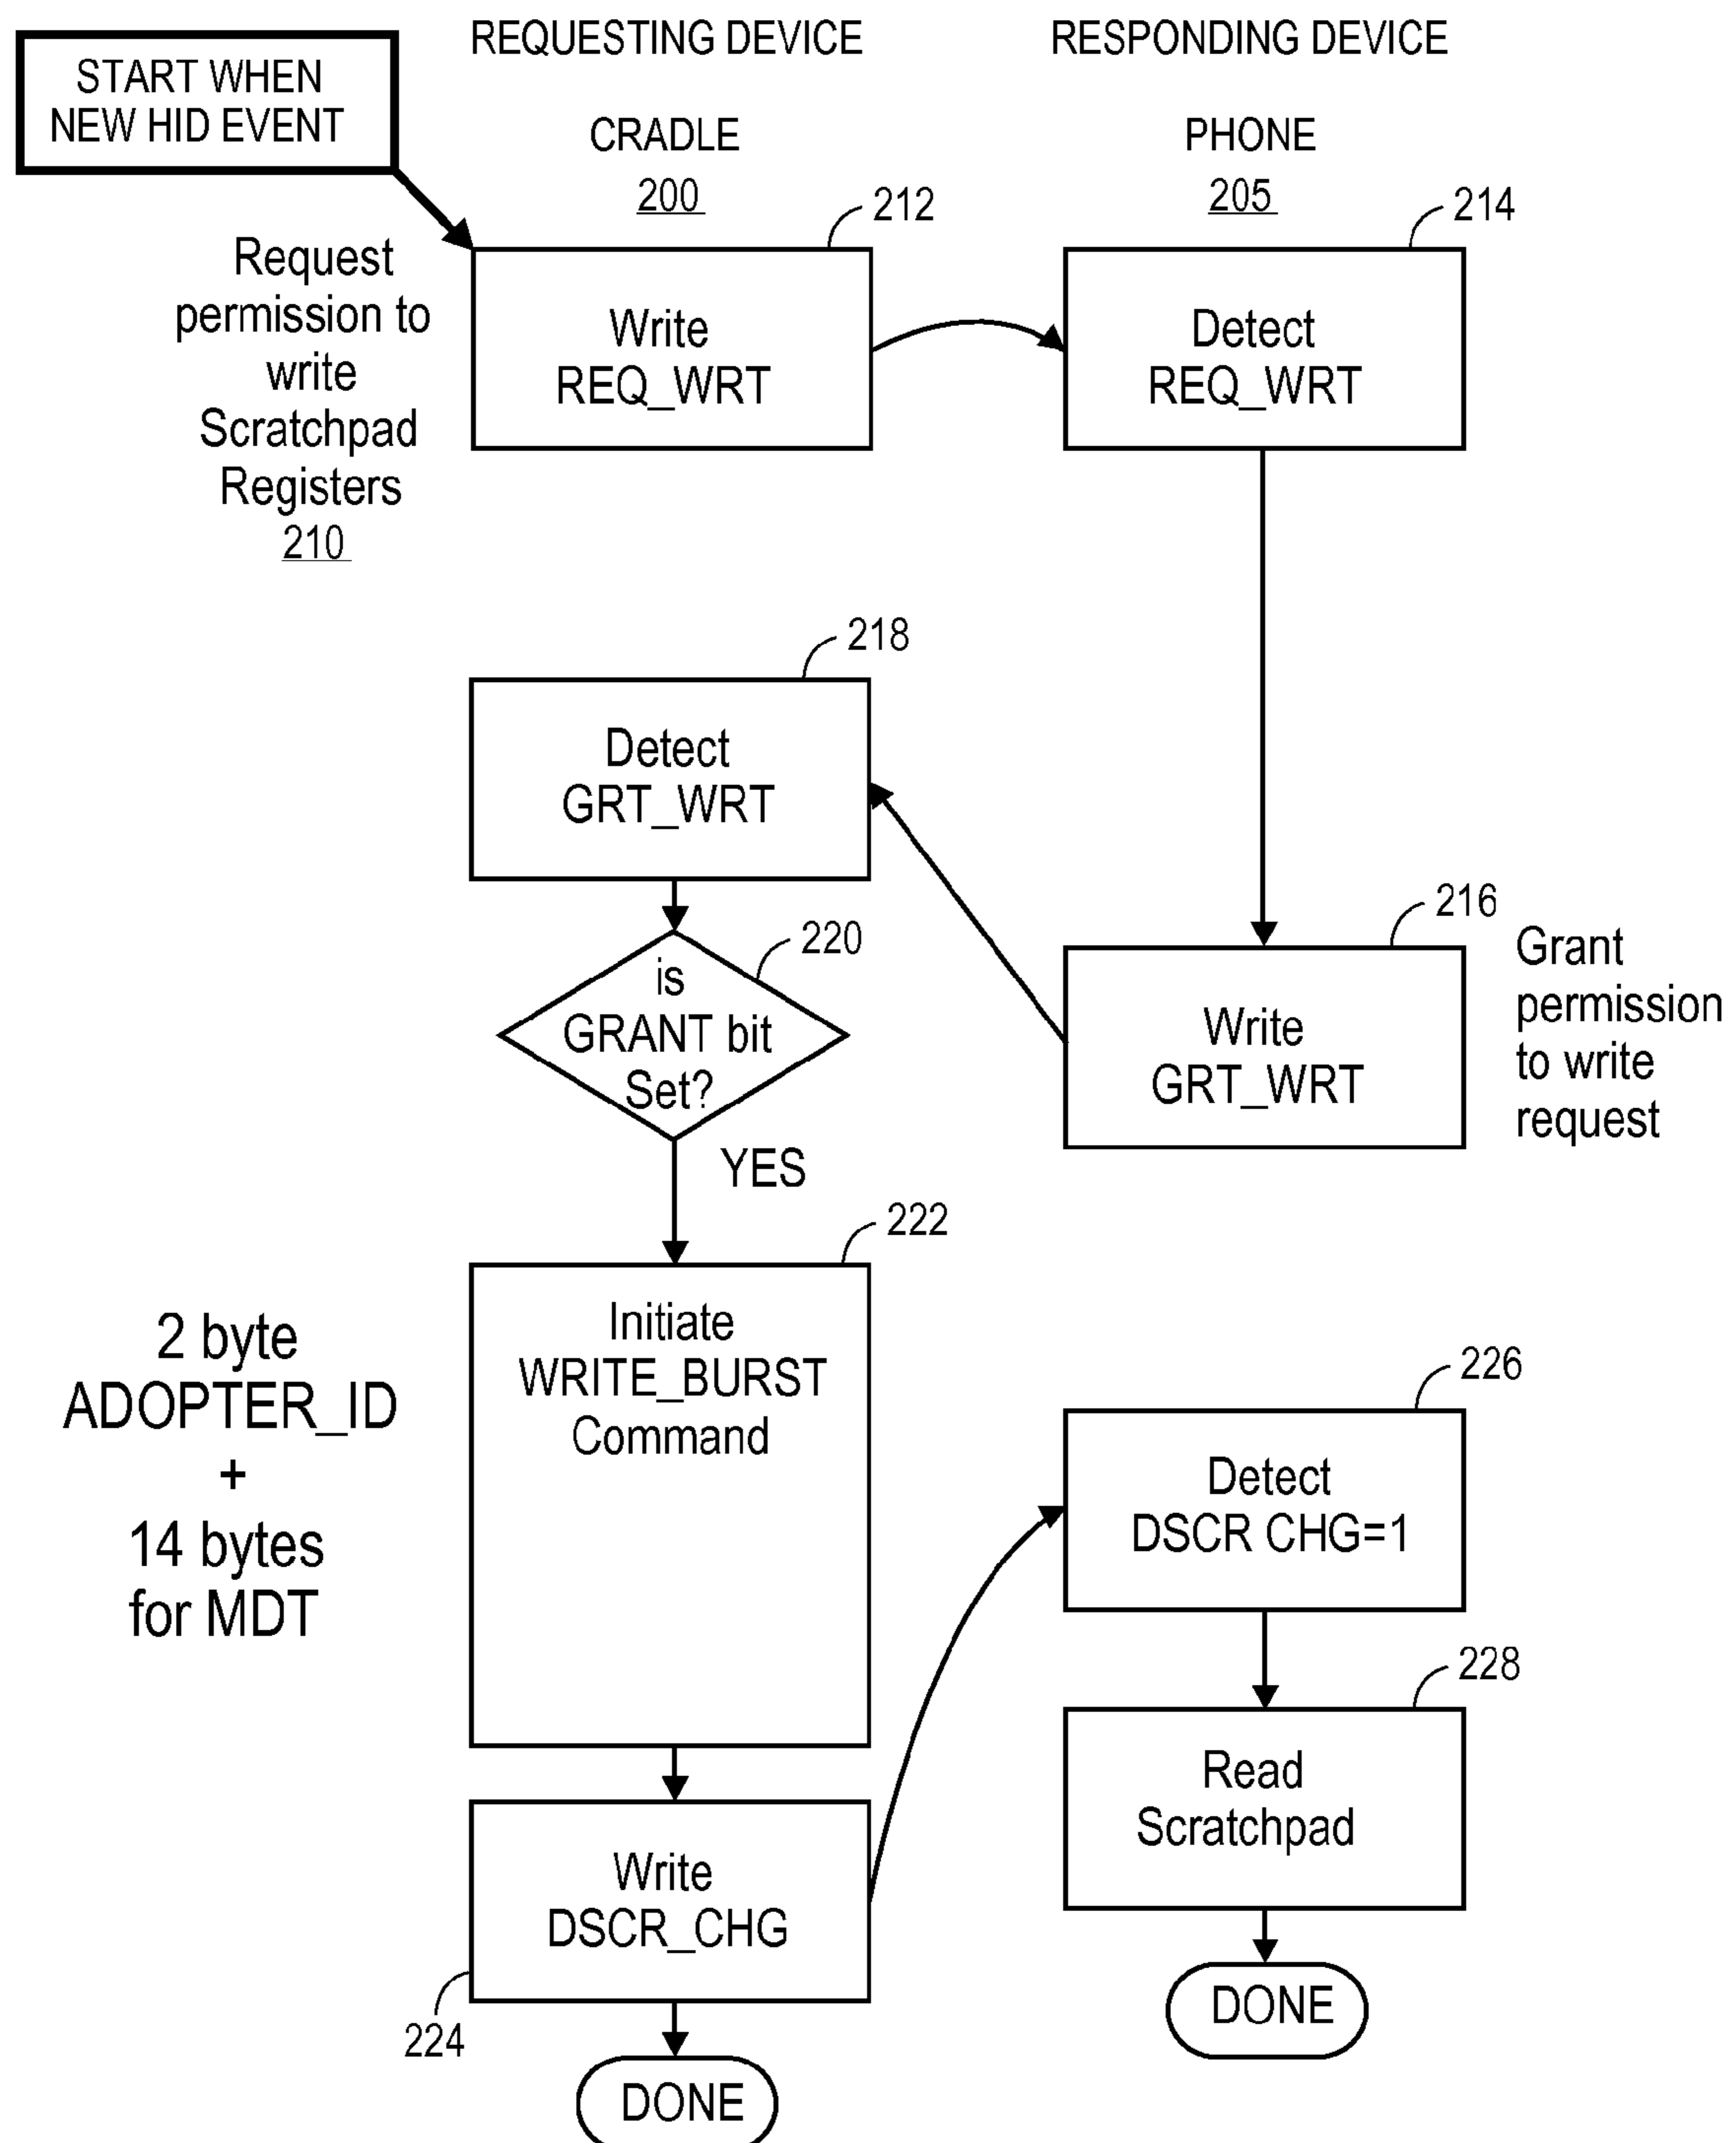 START WHEN
NEW HID EVENT
REQUESTING DEVICE
CRADLE
200
RESPONDING DEVICE
PHONE
205
Request
permission to
write
Scratchpad
Registers
210
212
Write
REQ_WRT
214
Detect
REQ_WRT
218
Detect
GRT_WRT
216
Write
GRT_WRT
Grant
permission
to write
request
220
is
GRANT bit
Set?
YES
222
Initiate
WRITE_BURST
Command
2 byte
ADOPTER_ID
+
14 bytes
for MDT
226
Detect
DSCR CHG=1
228
Read
Scratchpad
Write
DSCR_CHG
224
DONE
DONE